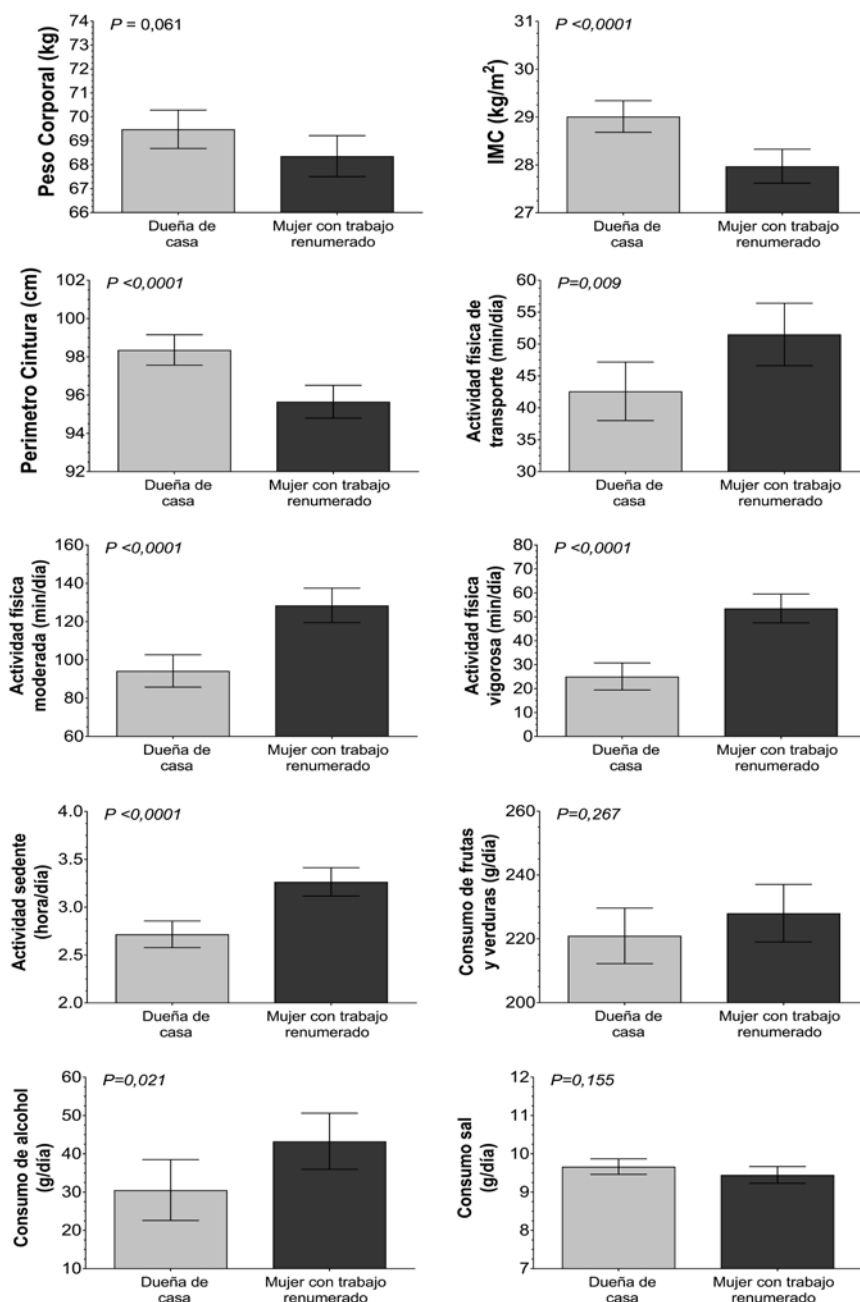 P = 0,061
Peso Corporal (kg)
74
73
72
71
70
69
68
67
66
Dueña de
casa
Mujer con trabajo
renumerado
P <0,0001
IMC (kg/m²)
31
30
29
28
27
Dueña de
casa
Mujer con trabajo
renumerado
P <0,0001
Perimetro Cintura (cm)
102
100
98
96
94
92
Dueña de
casa
Mujer con trabajo
renumerado
P=0,009
Actividad física de
transporte (min/día)
60
55
50
45
40
35
30
Dueña de
casa
Mujer con trabajo
renumerado
P <0,0001
Actividad física
moderada (min/día)
160
140
120
100
80
60
Dueña de
casa
Mujer con trabajo
renumerado
P <0,0001
Actividad física
vigorosa (min/día)
80
70
60
50
40
30
20
10
0
Dueña de
casa
Mujer con trabajo
renumerado
P <0,0001
Actividad sedente
(hora/día)
4.0
3.5
3.0
2.5
2.0
Dueña de
casa
Mujer con trabajo
renumerado
P=0,267
Consumo de frutas
y verduras (g/día)
260
240
220
200
Dueña de
casa
Mujer con trabajo
renumerado
P=0,021
Consumo de alcohol
(g/día)
60
50
40
30
20
10
Dueña de
casa
Mujer con trabajo
renumerado
P=0,155
Consumo sal
(g/día)
12
11
10
9
8
7
Dueña de
casa
Mujer con trabajo
renumerado